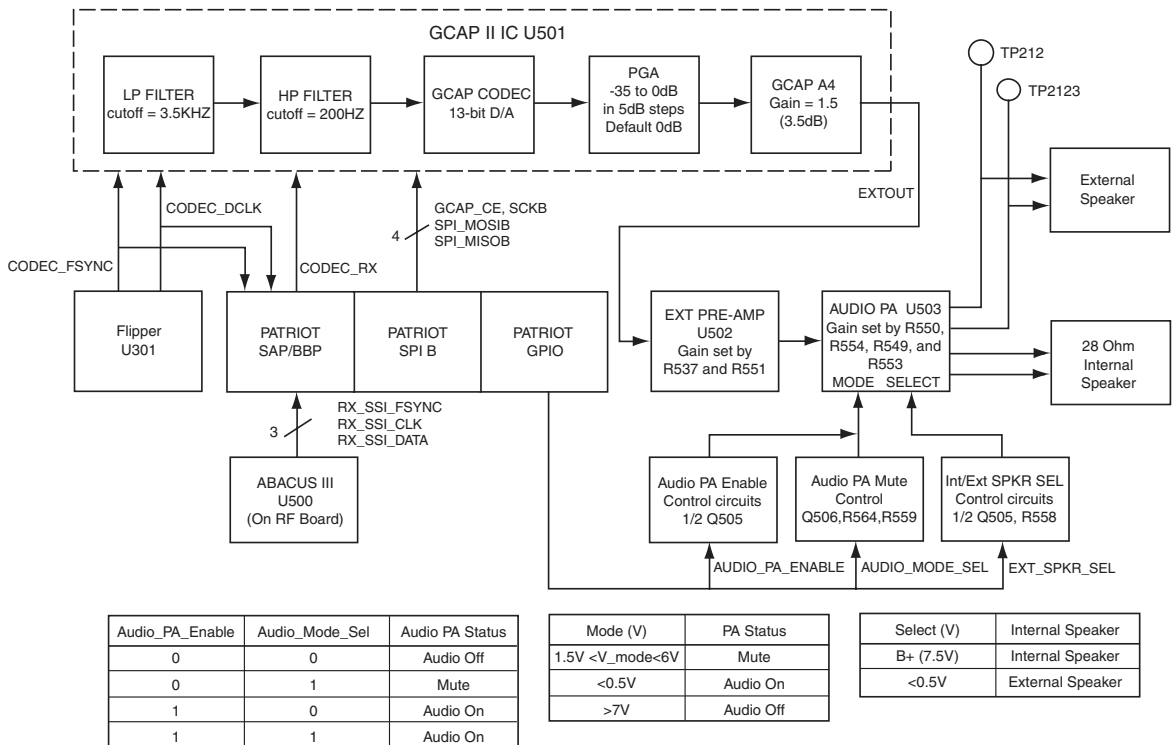 GCAP II IC U501
LP FILTER
cutoff = 3.5KHZ
HP FILTER
cutoff = 200HZ
GCAP CODEC
13-bit D/A
PGA
-35 to 0dB
in 5dB steps
Default 0dB
GCAP A4
Gain = 1.5
(3.5dB)
TP212
TP2123
External
Speaker
EXTOUT
CODEC_DCLK
GCAP_CE, SCKB
SPI_MOSIB
SPI_MISOB
4
CODEC_FSYNC
CODEC_RX
Flipper
U301
PATRIOT
SAP/BBP
PATRIOT
SPI B
PATRIOT
GPIO
EXT PRE-AMP
U502
Gain set by
R537 and R551
AUDIO PA U503
Gain set by R550,
R554, R549, and
R553
MODE SELECT
28 Ohm
Internal
Speaker
3
RX_SSI_FSYNC
RX_SSI_CLK
RX_SSI_DATA
ABACUS III
U500
(On RF Board)
Audio PA Enable
Control circuits
1/2 Q505
Audio PA Mute
Control
Q506,R564,R559
Int/Ext SPKR SEL
Control circuits
1/2 Q505, R558
AUDIO_PA_ENABLE
AUDIO_MODE_SEL
EXT_SPKR_SEL
Audio_PA_Enable Audio_Mode_Sel Audio PA Status
0 0 Audio Off
0 1 Mute
1 0 Audio On
1 1 Audio On
Mode (V) PA Status
1.5V <V_mode<6V Mute
<0.5V Audio On
>7V Audio Off
Select (V) Internal Speaker
B+ (7.5V) Internal Speaker
<0.5V External Speaker